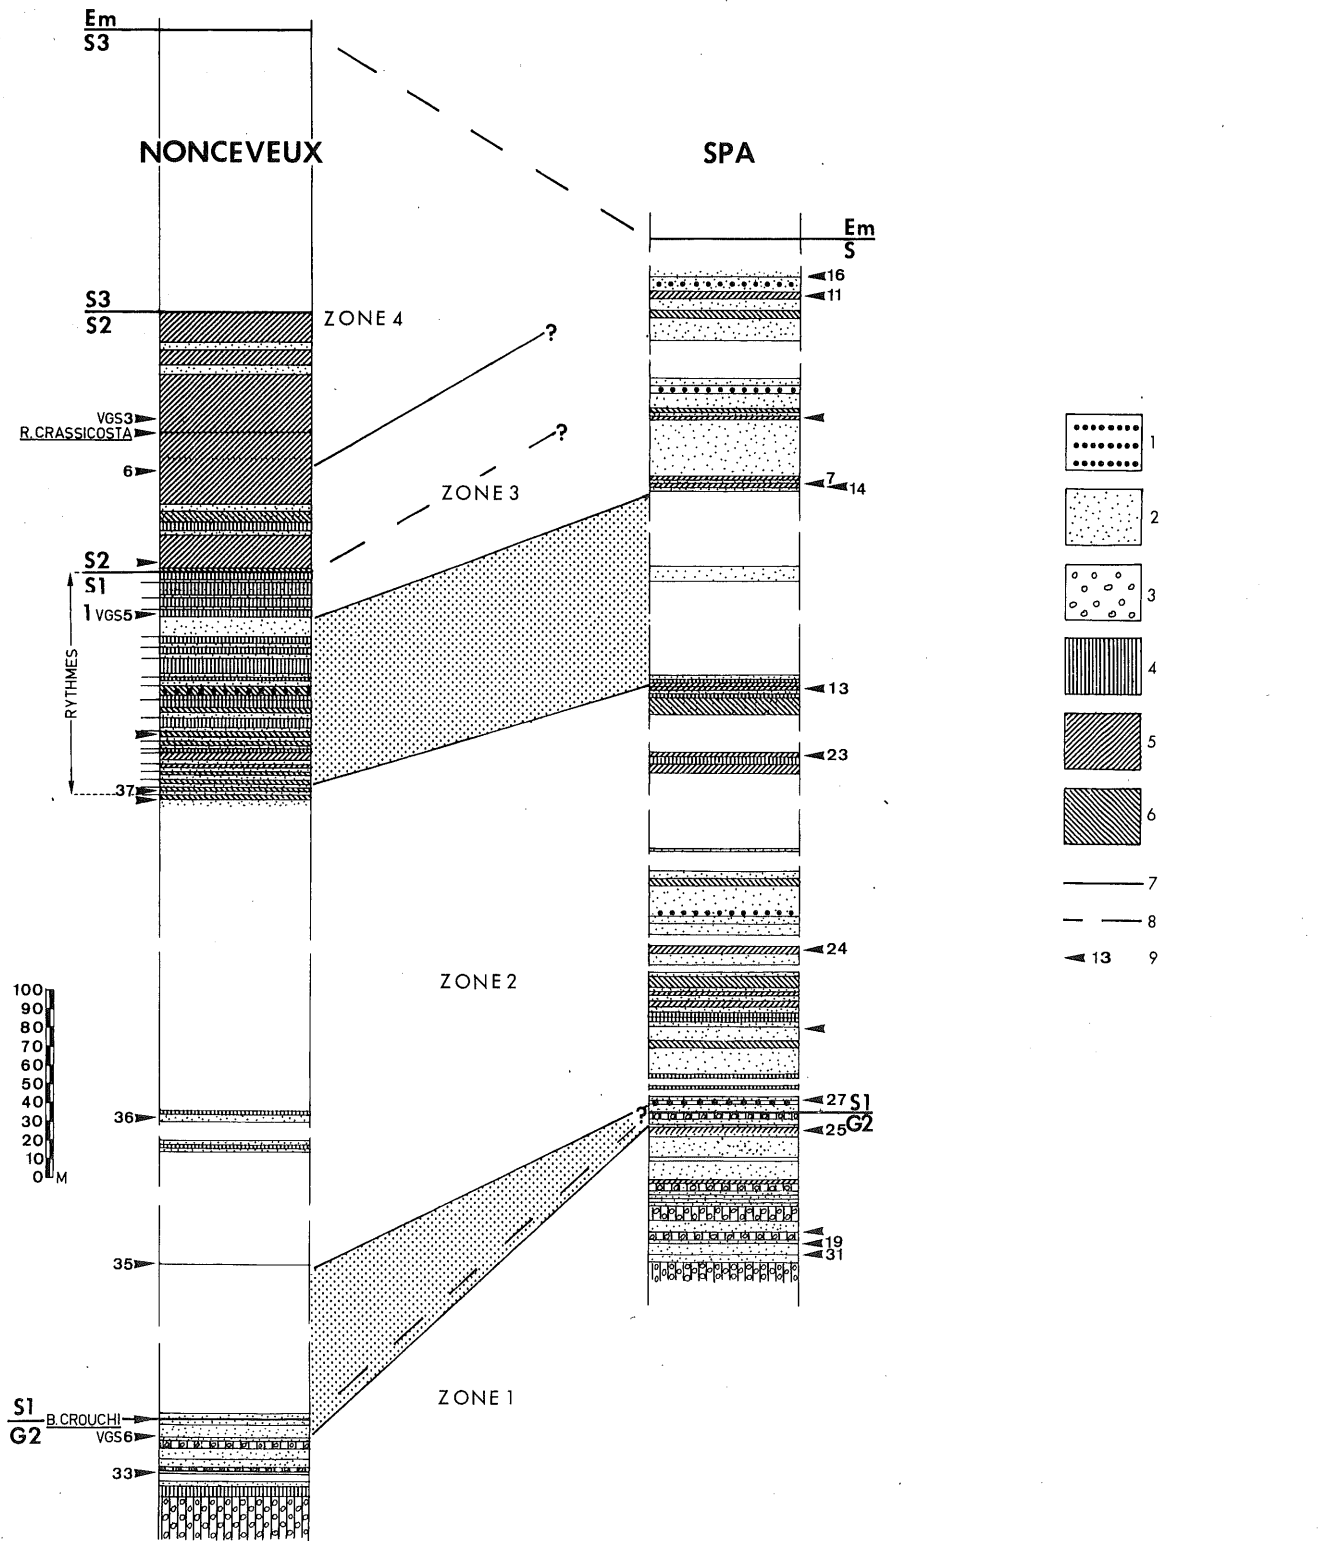 Em
S3
NONCEVEUX
SPA
Em
S
16
11
S3
S2
ZONE 4
?
VGS3
R. CRASSICOSTA
6
?
ZONE 3
7
14
S2
S1
1 VGS5
RYTHMES
13
23
37
24
ZONE 2
100
90
80
70
60
50
40
30
20
10
0 M
36
?
27
S1
G2
25
19
31
35
ZONE 1
S1
G2
B. CROUCHI
VGS6
33
1
2
3
4
5
6
7
8
13 9